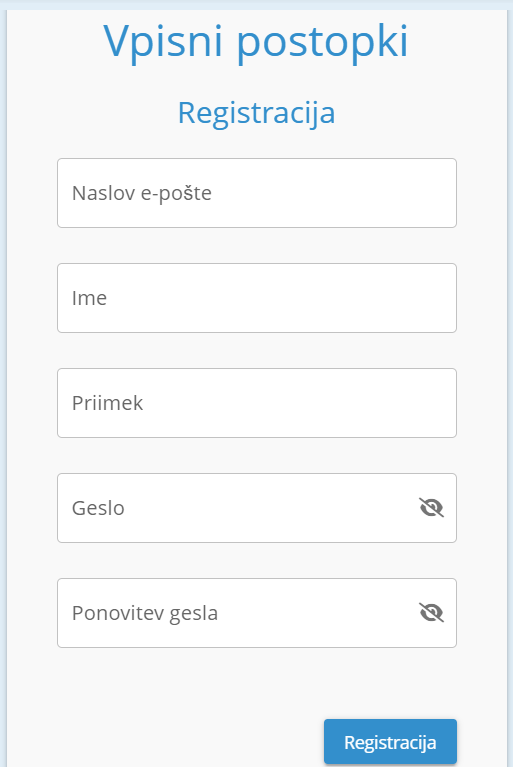 Vpisni postopki
Registracija
Naslov e-pošte
Ime
Priimek
Geslo
Ponovitev gesla
Registracija